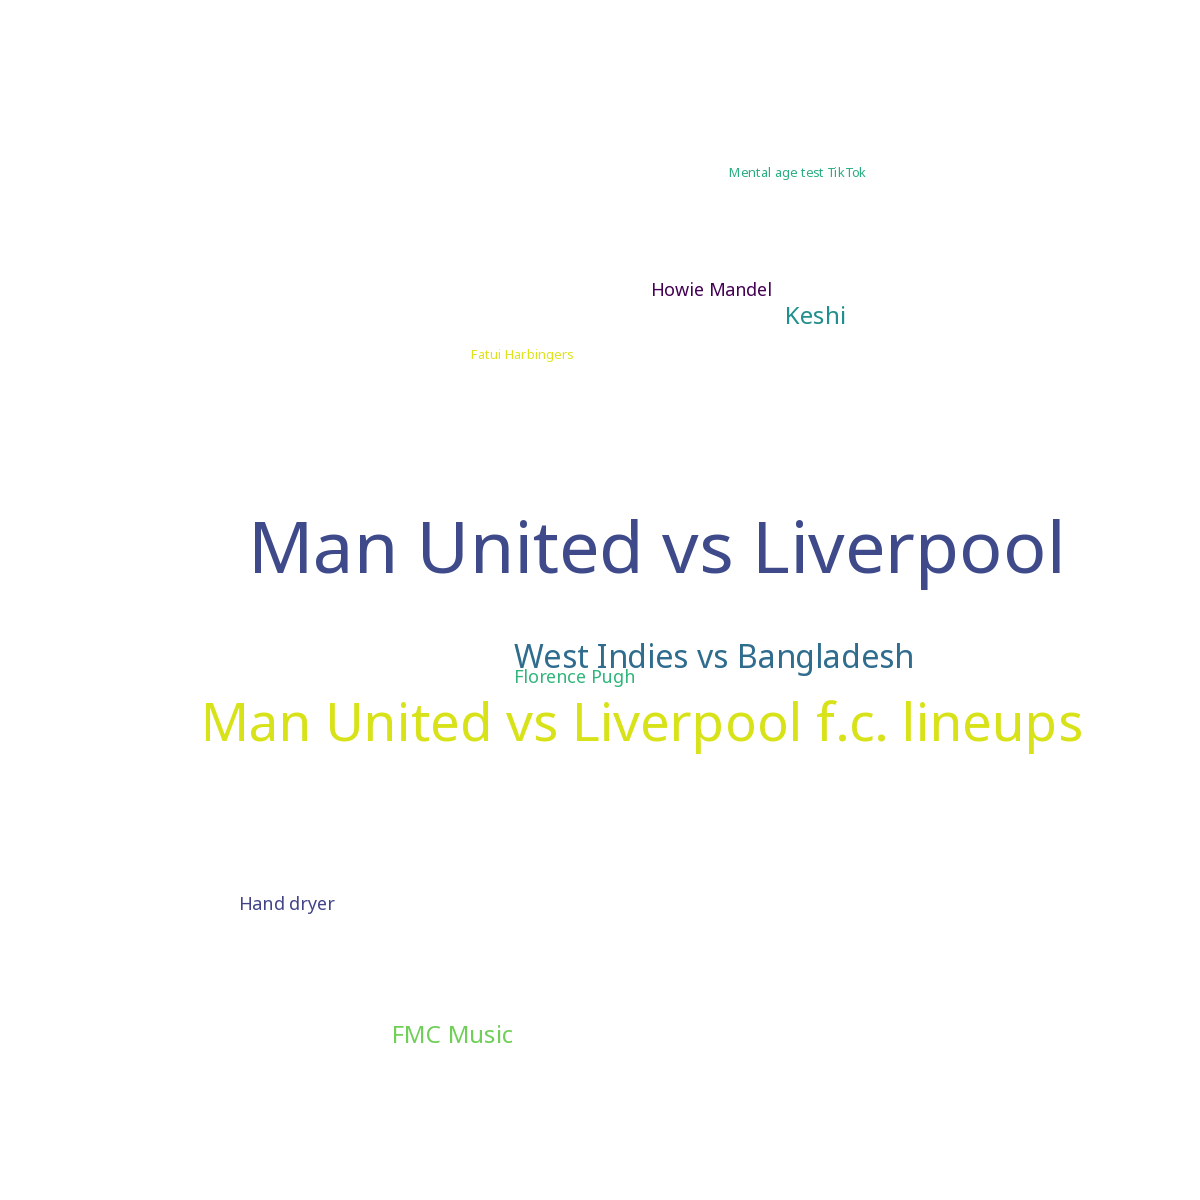 Mental age test TikTok
Howie Mandel
Keshi
Fatui Harbingers
Man United vs Liverpool
West Indies vs Bangladesh
Florence Pugh
Man United vs Liverpool f.c. lineups
Hand dryer
FMC Music